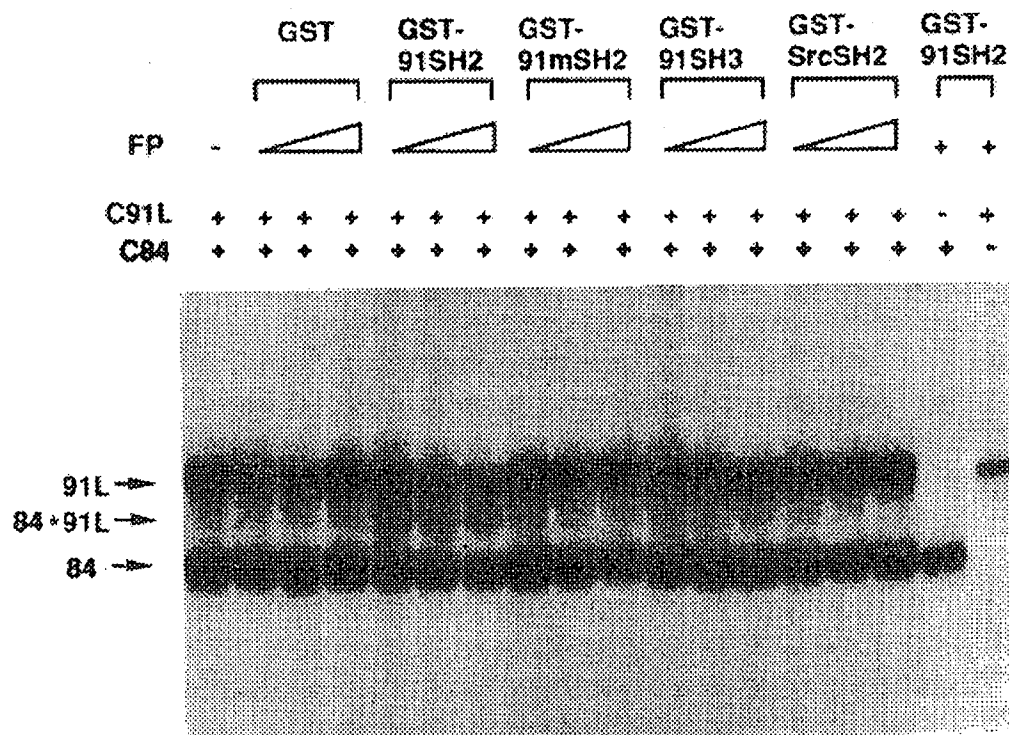 GST GST- GST- GST- GST- GST-
91SH2 91mSH2 91SH3 SrcSH2 91SH2
FP - + +
C91L + + + + + + + + + + + + + + + + - +
C84 + + + + + + + + + + + + + + + + + -
91L
84*91L
84